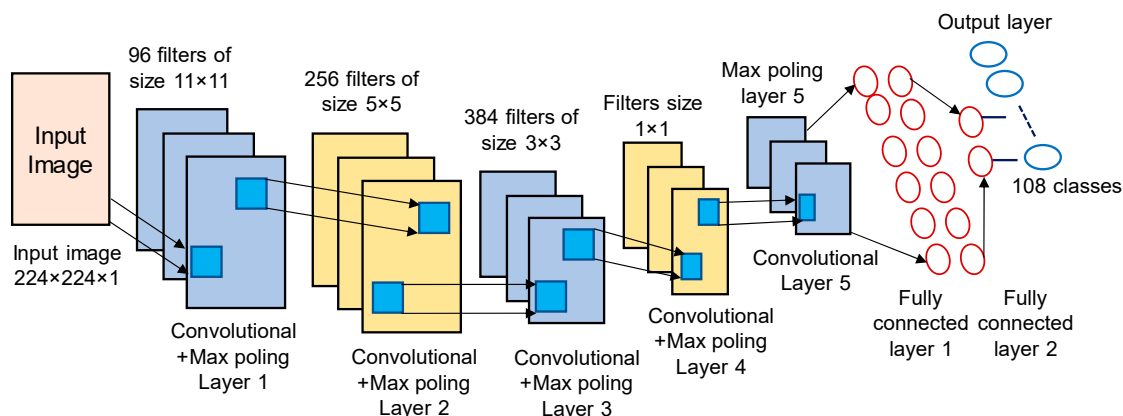 Input
Image
Input image
224×224×1
96 filters of
size 11×11
Convolutional
+Max poling
Layer 1
256 filters of
size 5×5
Convolutional
+Max poling
Layer 2
384 filters of
size 3×3
Convolutional
+Max poling
Layer 3
Filters size
1×1
Convolutional
+Max poling
Layer 4
Max poling
layer 5
Convolutional
Layer 5
Fully
connected
layer 1
Fully
connected
layer 2
Output layer
108 classes